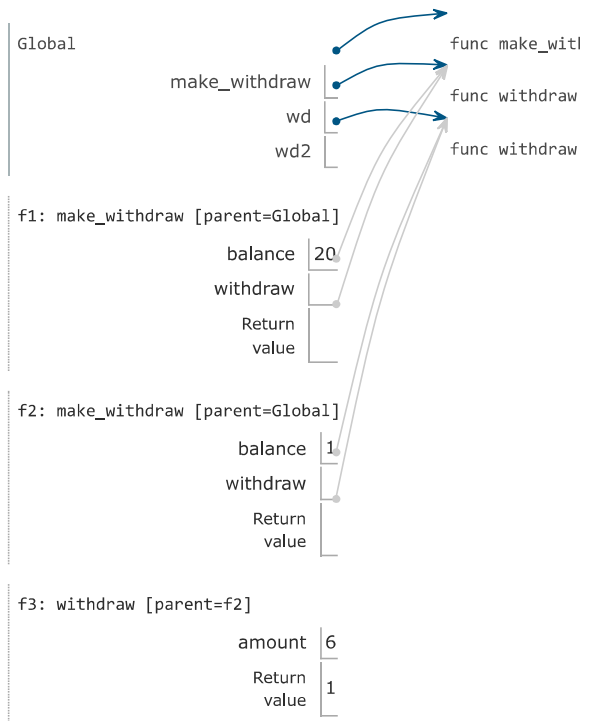 Global
func make_with
make_withdraw
func withdraw
wd
wd2
func withdraw
f1: make_withdraw [parent=Global]
balance 20
withdraw
Return
value
f2: make_withdraw [parent=Global]
balance 1
withdraw
Return
value
f3: withdraw [parent=f2]
amount 6
Return
value 1